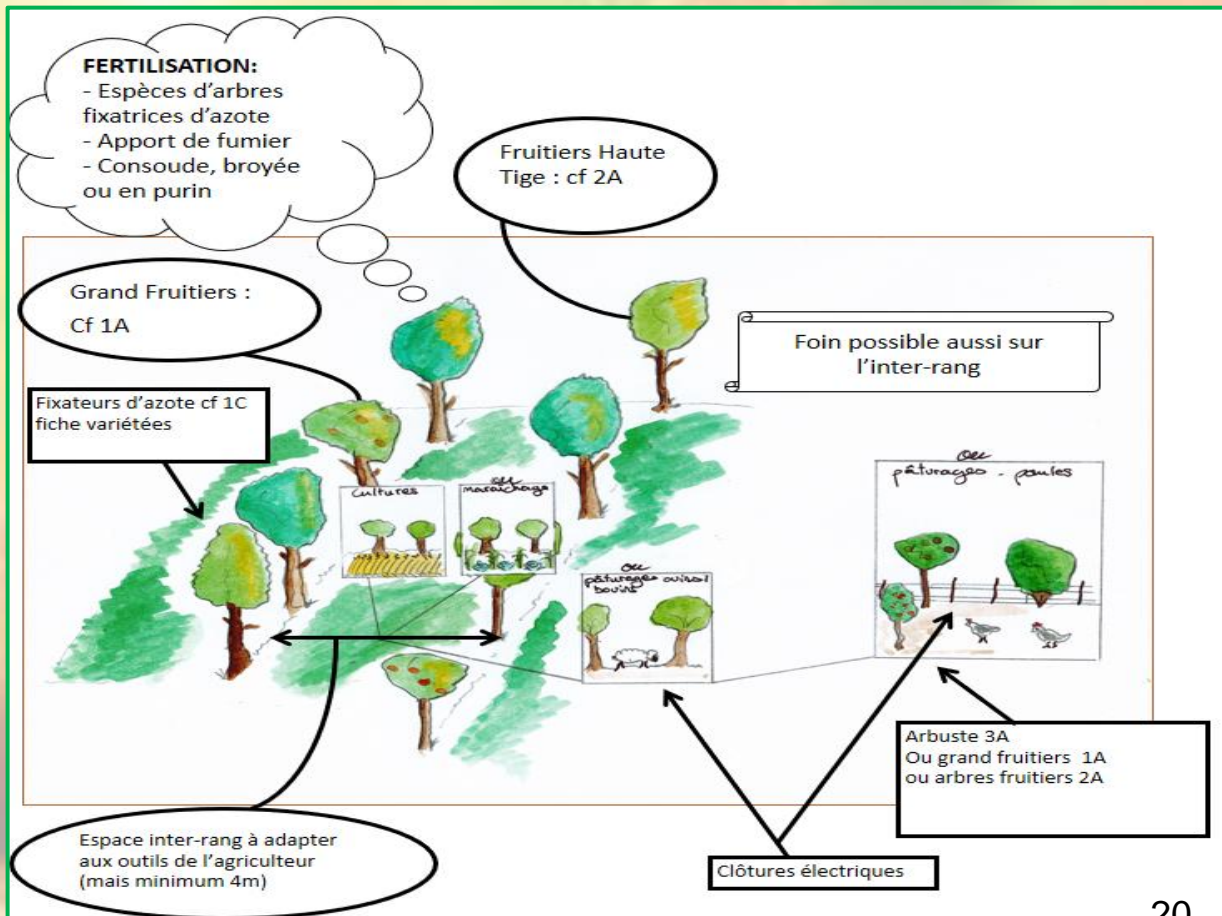 FERTILISATION:
- Espèces d'arbres
fixatrices d'azote
- Apport de fumier
- Consoude, broyée
ou en purin
Fruitiers Haute
Tige : cf 2A
Grand Fruitiers :
Cf 1A
Foin possible aussi sur
l'inter-rang
Fixateurs d'azote cf 1C
fiche variétées
Cultures
ou
maraichage
ou
pâturages ovins /
bovins
ou
pâturages - poules
Arbuste 3A
Ou grand fruitiers 1A
ou arbres fruitiers 2A
Espace inter-rang à adapter
aux outils de l'agriculteur
(mais minimum 4m)
Clôtures électriques
20